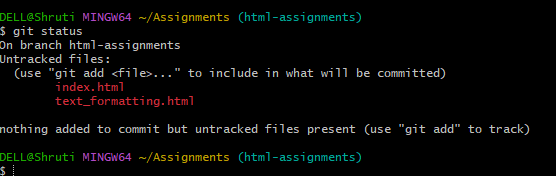 DELL@Shruti MINGW64 ~/Assignments (html-assignments)
$ git status
On branch html-assignments
Untracked files:
  (use "git add <file>..." to include in what will be committed)
        index.html
        text_formatting.html

nothing added to commit but untracked files present (use "git add" to track)

DELL@Shruti MINGW64 ~/Assignments (html-assignments)
$